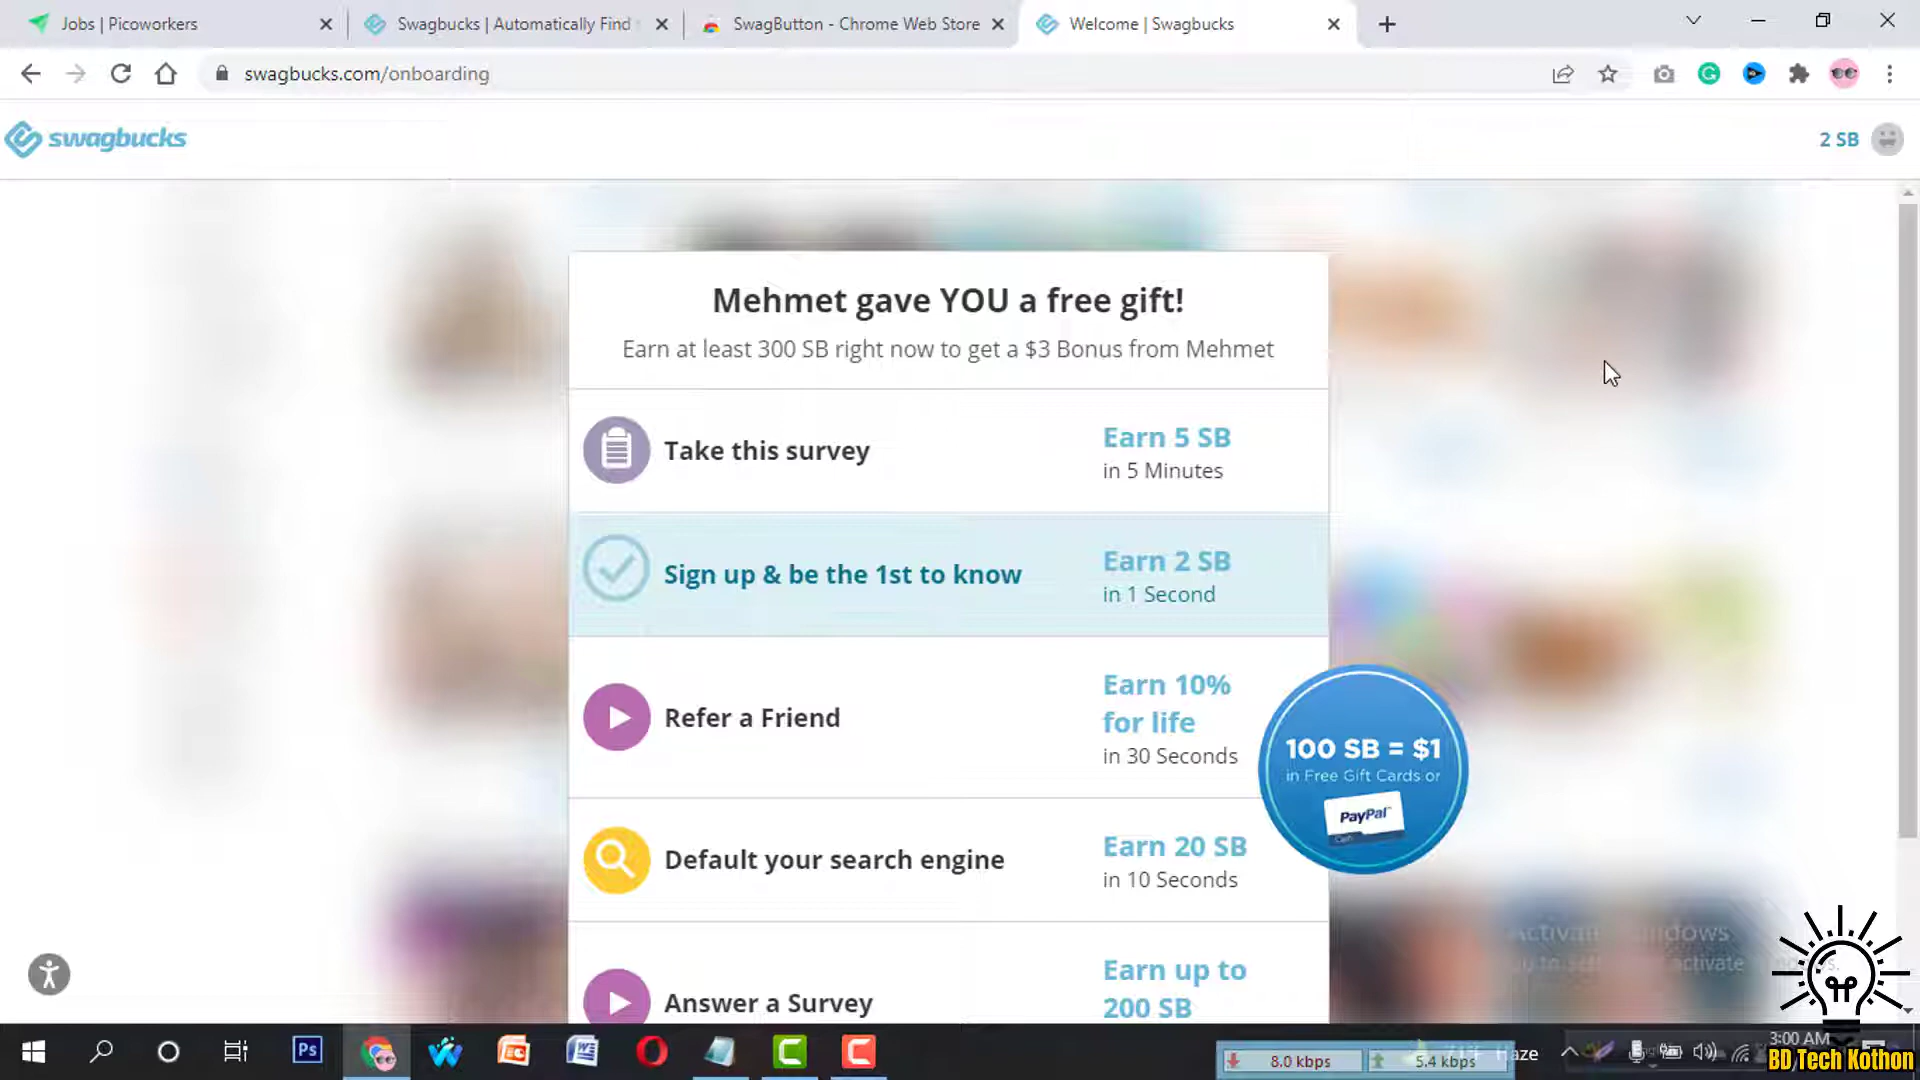 Jobs | Picoworkers
Swagbucks | Automatically Find
SwagButton - Chrome Web Store
Welcome | Swagbucks
swagbucks.com/onboarding
swagbucks
2 SB
Mehmet gave YOU a free gift!
Earn at least 300 SB right now to get a $3 Bonus from Mehmet
Take this survey
Earn 5 SB
in 5 Minutes
Sign up & be the 1st to know
Earn 2 SB
in 1 Second
Refer a Friend
Earn 10%
for life
in 30 Seconds
100 SB = $1
in Free Gift Cards or
PayPal
Cash
Default your search engine
Earn 20 SB
in 10 Seconds
Answer a Survey
Earn up to
200 SB
Ps
8.0 kbps
5.4 kbps
Haze
3:00 AM
BD Tech Kothon